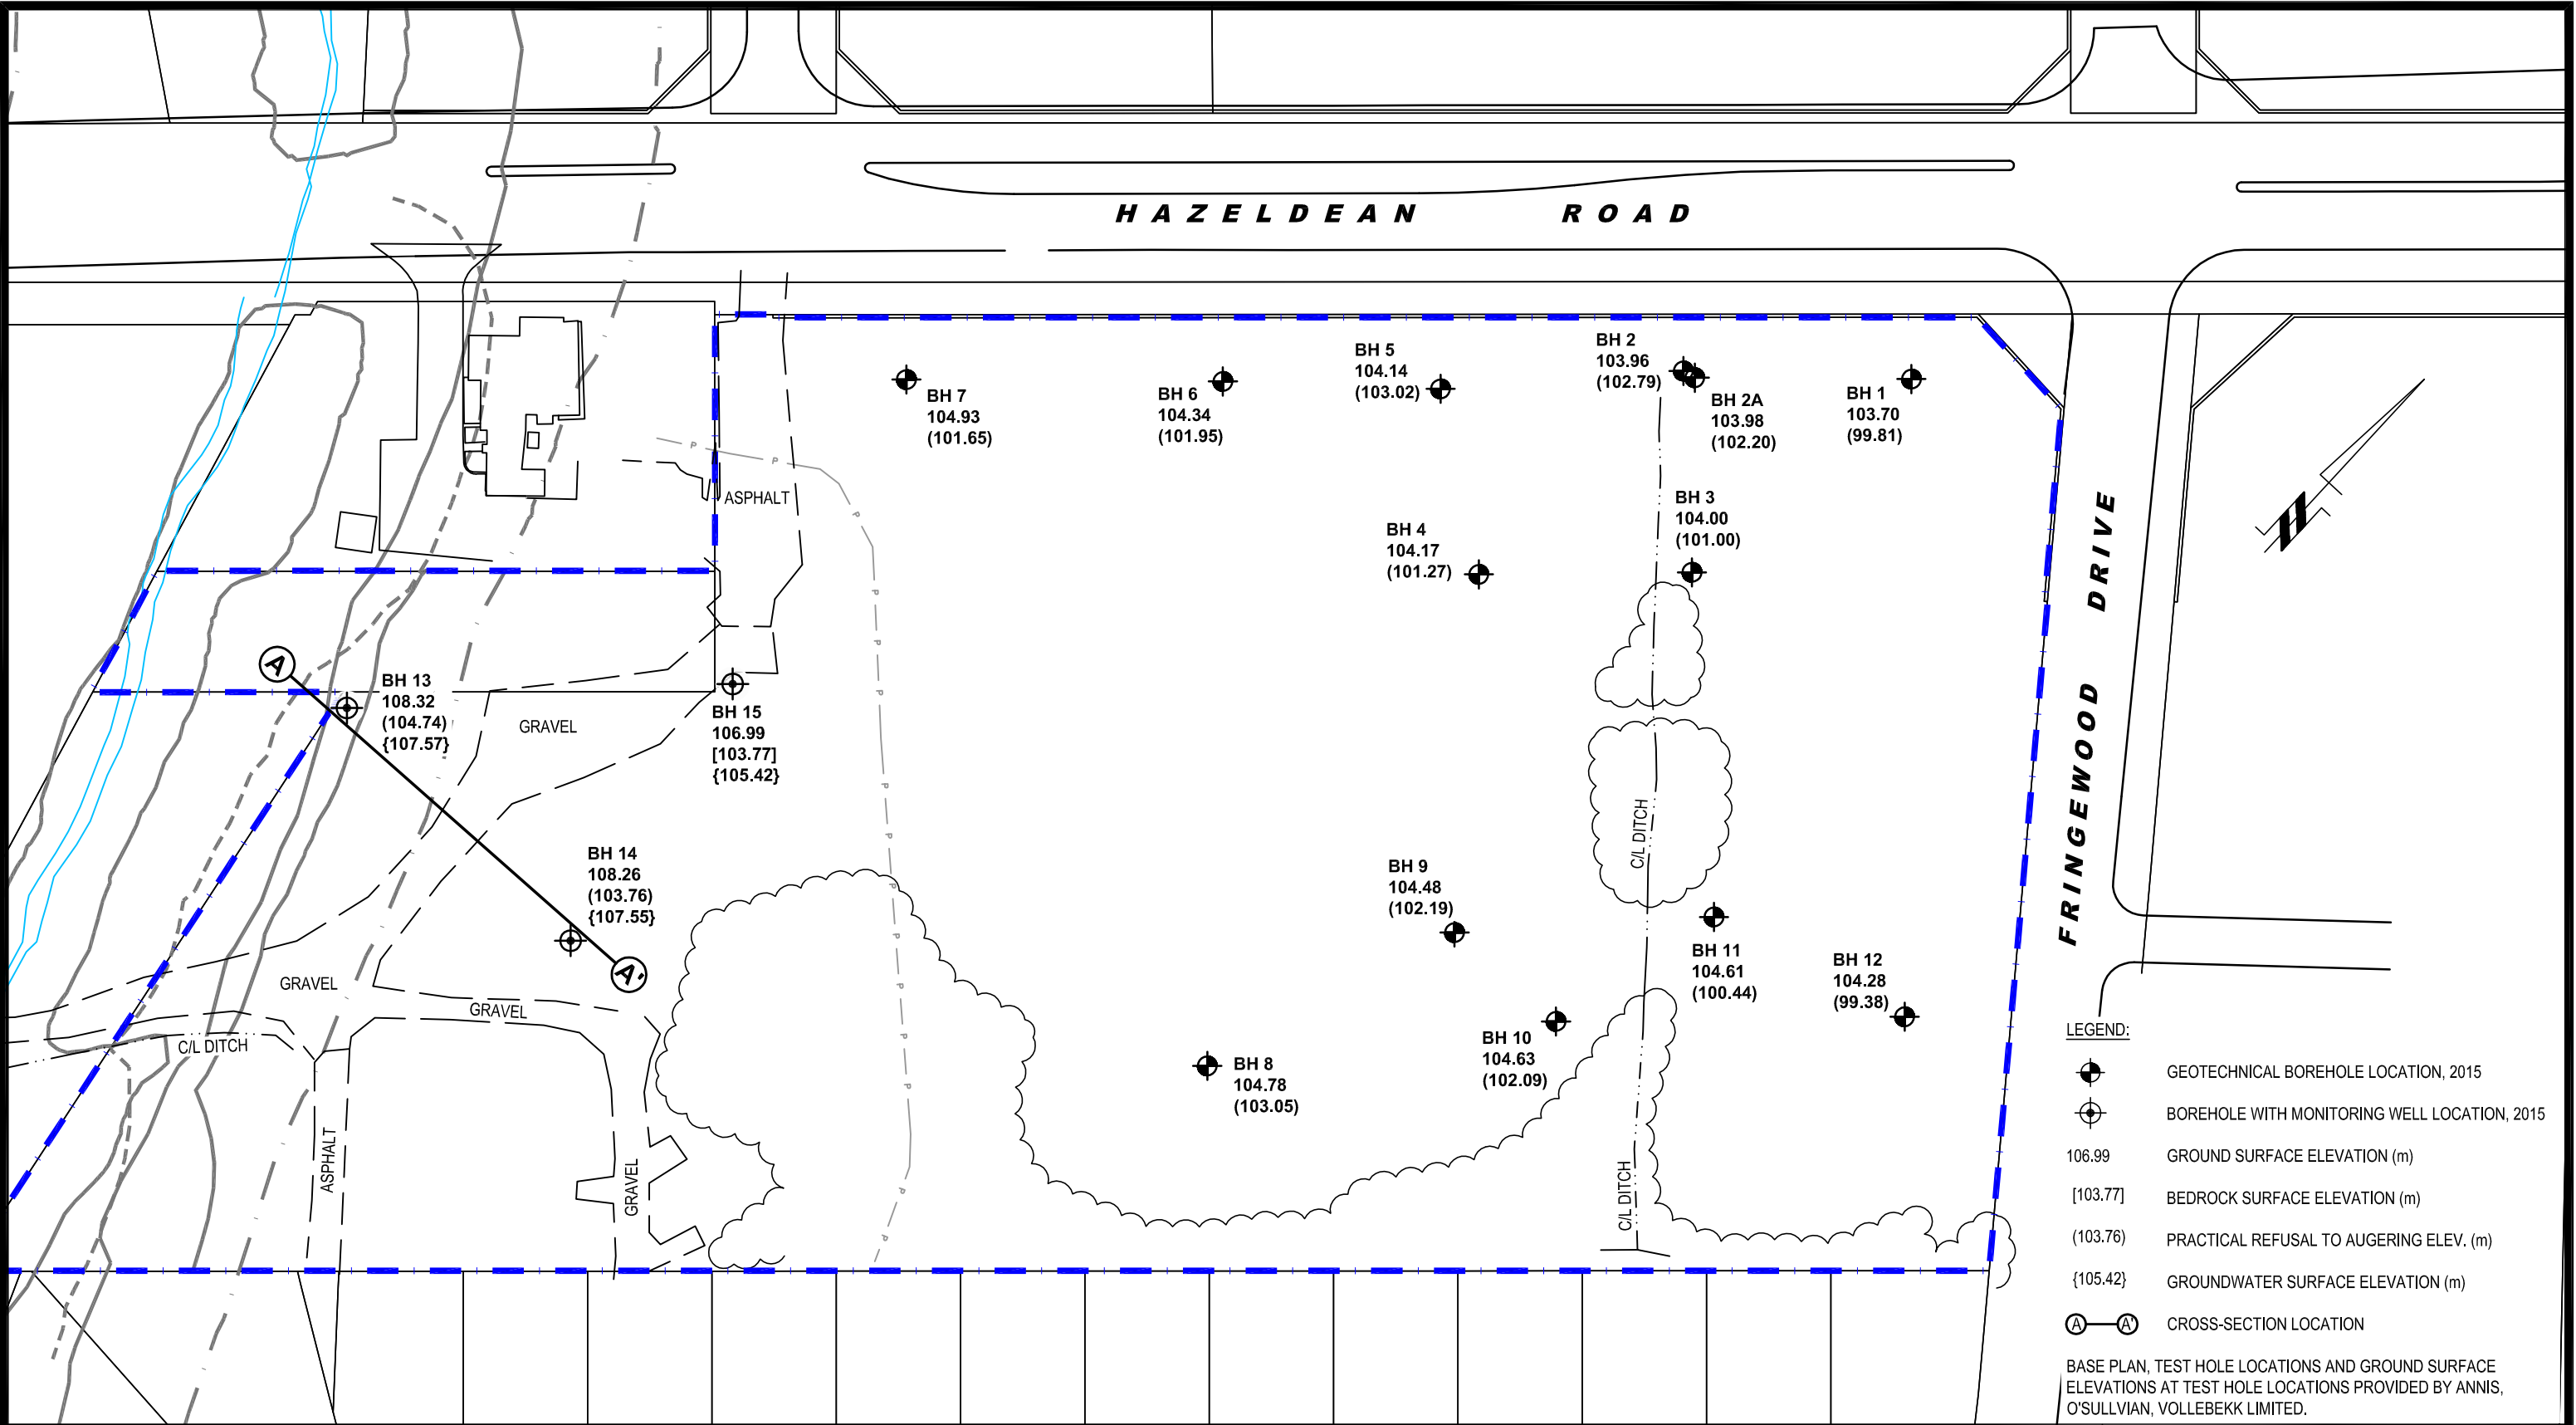 HAZELDEAN ROAD
BH 2
103.96
(102.79)
BH 5
104.14
(103.02)
BH 7
104.93
(101.65)
BH 6
104.34
(101.95)
BH 2A
103.98
(102.20)
BH 1
103.70
(99.81)
P
P
ASPHALT
P
BH 3
104.00
(101.00)
BH 4
104.17
(101.27)
FRINGEWOOD DRIVE
P
P
A
BH 13
108.32
(104.74)
{107.57}
BH 15
106.99
[103.77]
{105.42}
GRAVEL
P
P
C/L DITCH
BH 14
108.26
(103.76)
{107.55}
BH 9
104.48
(102.19)
P
P
A'
BH 11
104.61
(100.44)
BH 12
104.28
(99.38)
GRAVEL
GRAVEL
C/L DITCH
P
BH 10
104.63
(102.09)
BH 8
104.78
(103.05)
P
ASPHALT
GRAVEL
C/L DITCH
P
P
LEGEND:
GEOTECHNICAL BOREHOLE LOCATION, 2015
BOREHOLE WITH MONITORING WELL LOCATION, 2015
106.99 GROUND SURFACE ELEVATION (m)
[103.77] BEDROCK SURFACE ELEVATION (m)
(103.76) PRACTICAL REFUSAL TO AUGERING ELEV. (m)
{105.42} GROUNDWATER SURFACE ELEVATION (m)
A A' CROSS-SECTION LOCATION
BASE PLAN, TEST HOLE LOCATIONS AND GROUND SURFACE
ELEVATIONS AT TEST HOLE LOCATIONS PROVIDED BY ANNIS,
O'SULLVIAN, VOLLEBEKK LIMITED.